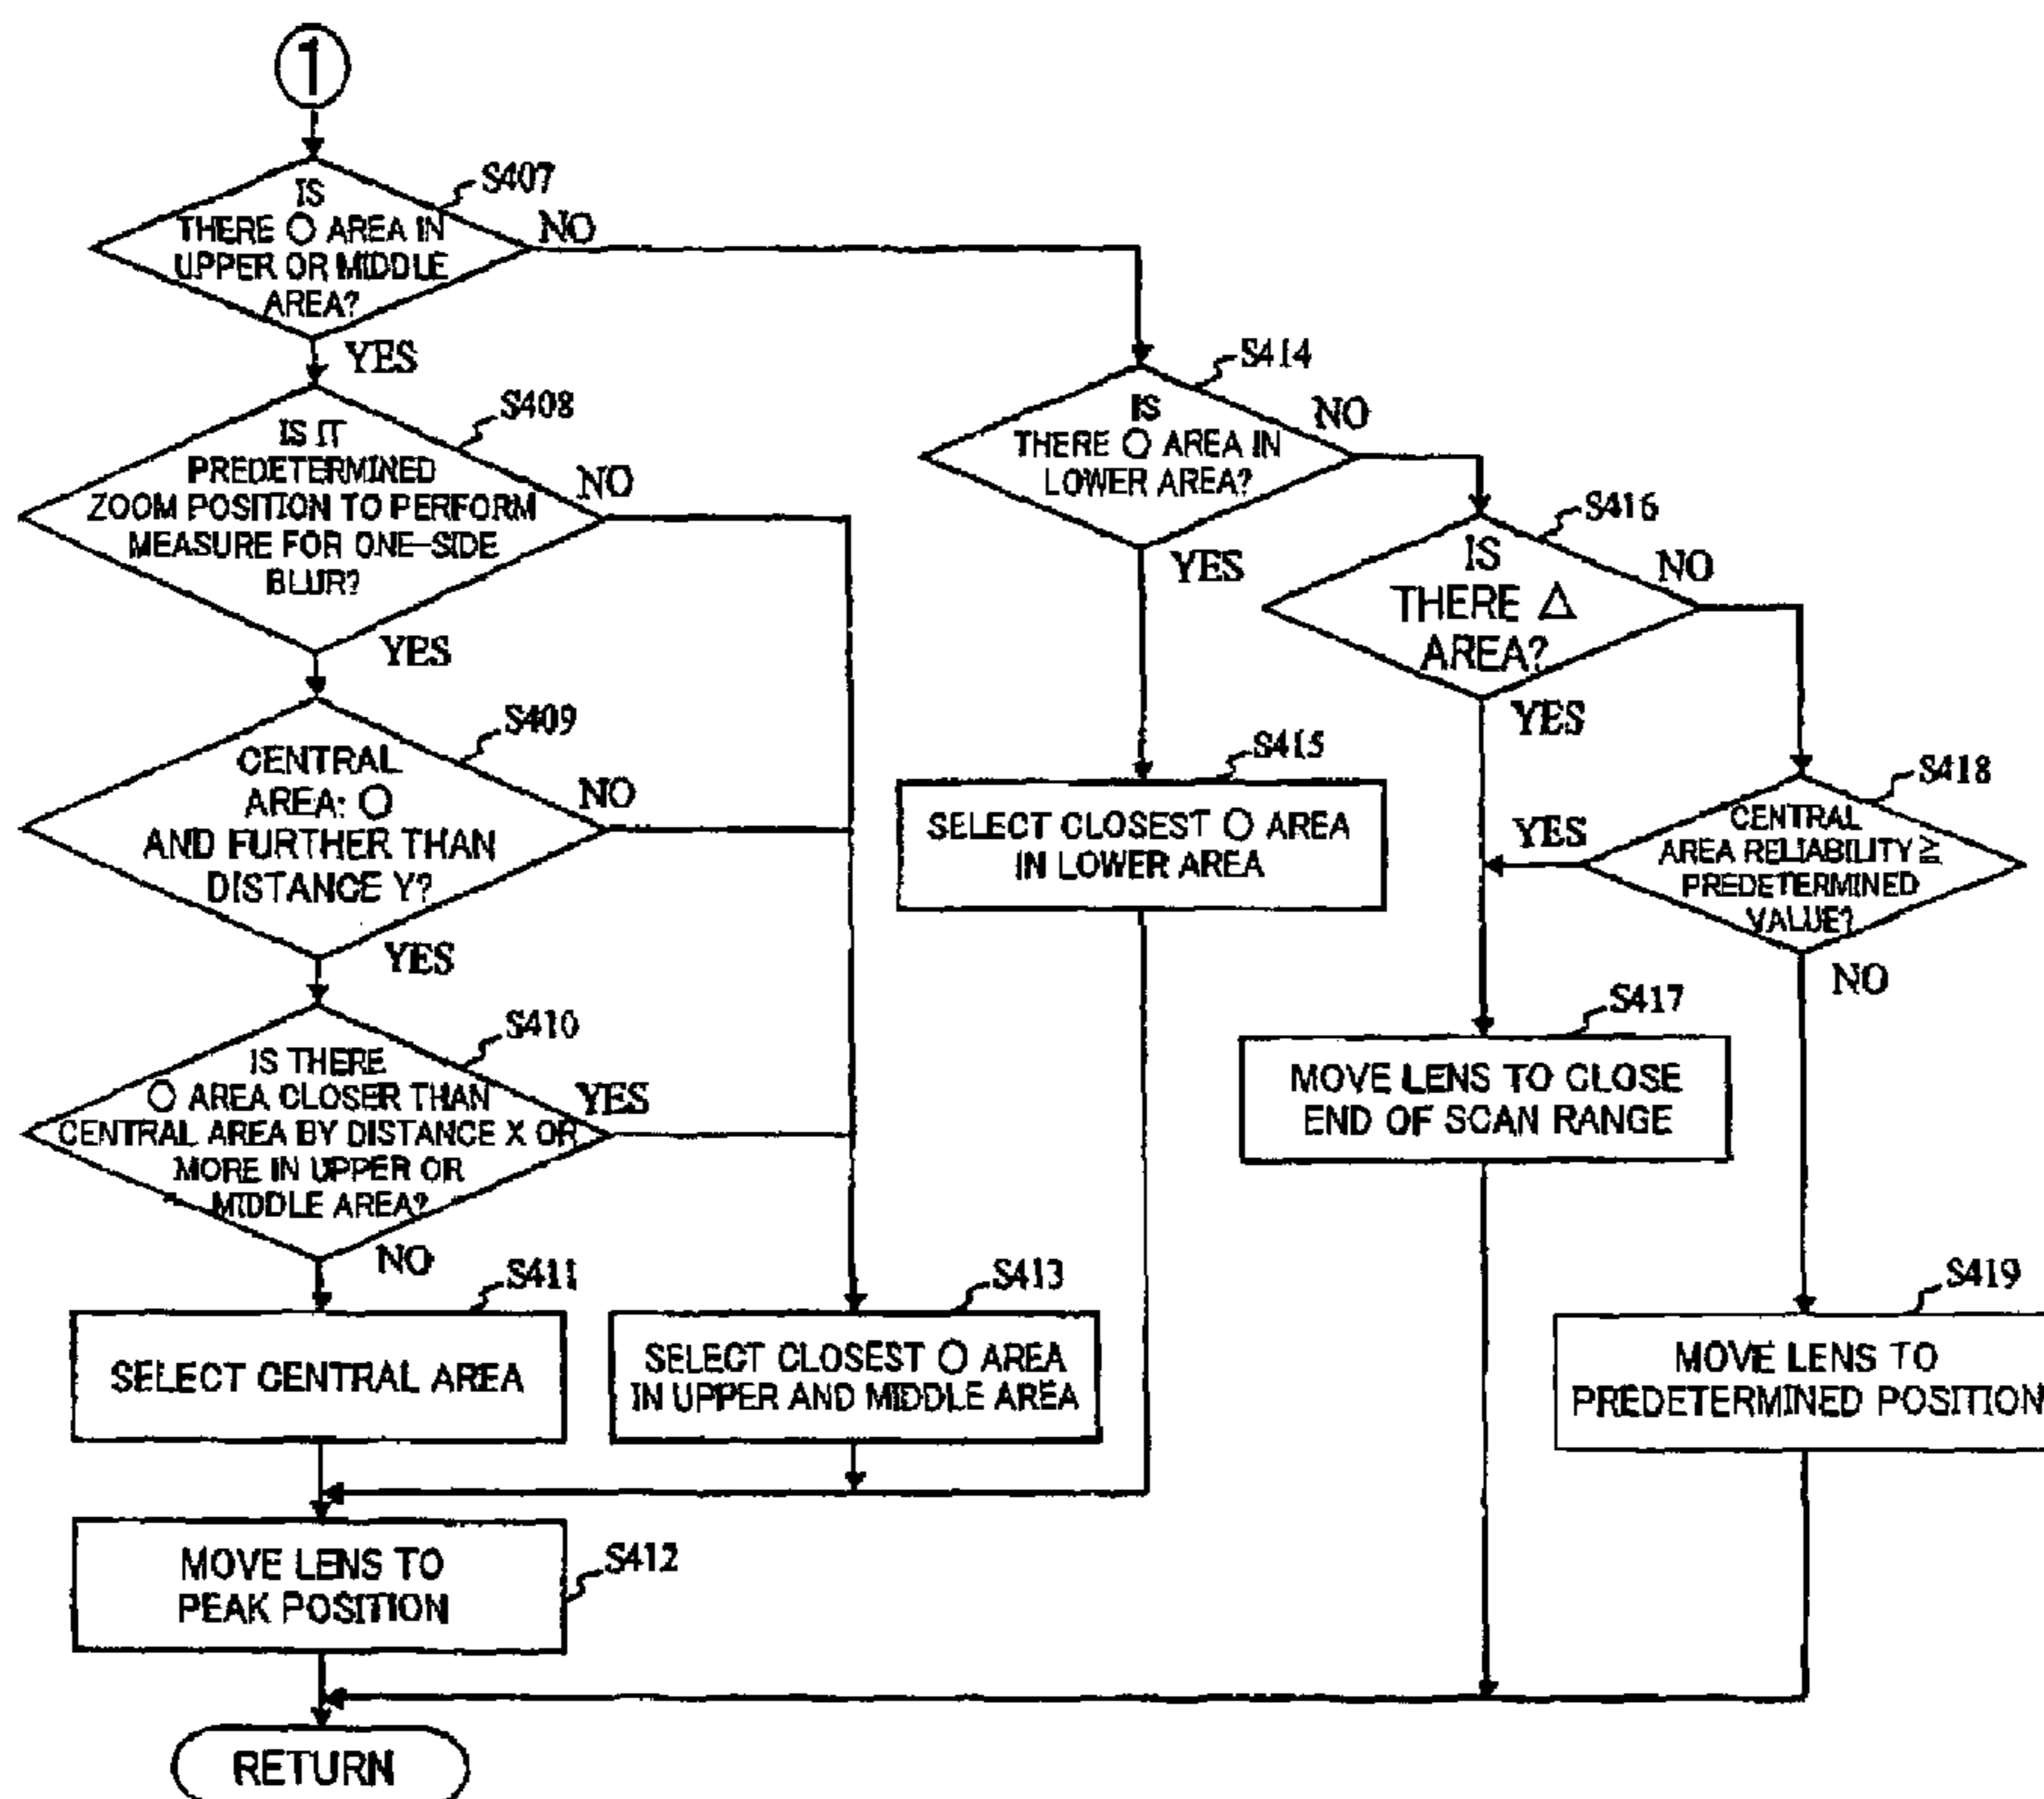 1
S407
IS
THERE ○ AREA IN
UPPER OR MIDDLE
AREA?
NO
YES
S408
IS IT
PREDETERMINED
ZOOM POSITION TO PERFORM
MEASURE FOR ONE-SIDE
BLUR?
NO
YES
S409
CENTRAL
AREA: ○
AND FURTHER THAN
DISTANCE Y?
NO
YES
S410
IS THERE
○ AREA CLOSER THAN
CENTRAL AREA BY DISTANCE X OR
MORE IN UPPER OR
MIDDLE AREA?
YES
NO
S411
SELECT CENTRAL AREA
S413
SELECT CLOSEST ○ AREA
IN UPPER AND MIDDLE AREA
S412
MOVE LENS TO
PEAK POSITION
RETURN
S414
IS
THERE ○ AREA IN
LOWER AREA?
NO
YES
S415
SELECT CLOSEST ○ AREA
IN LOWER AREA
S416
IS
THERE △
AREA?
NO
YES
S418
CENTRAL
AREA RELIABILITY ≧
PREDETERMINED
VALUE?
YES
NO
S417
MOVE LENS TO CLOSE
END OF SCAN RANGE
S419
MOVE LENS TO
PREDETERMINED POSITION